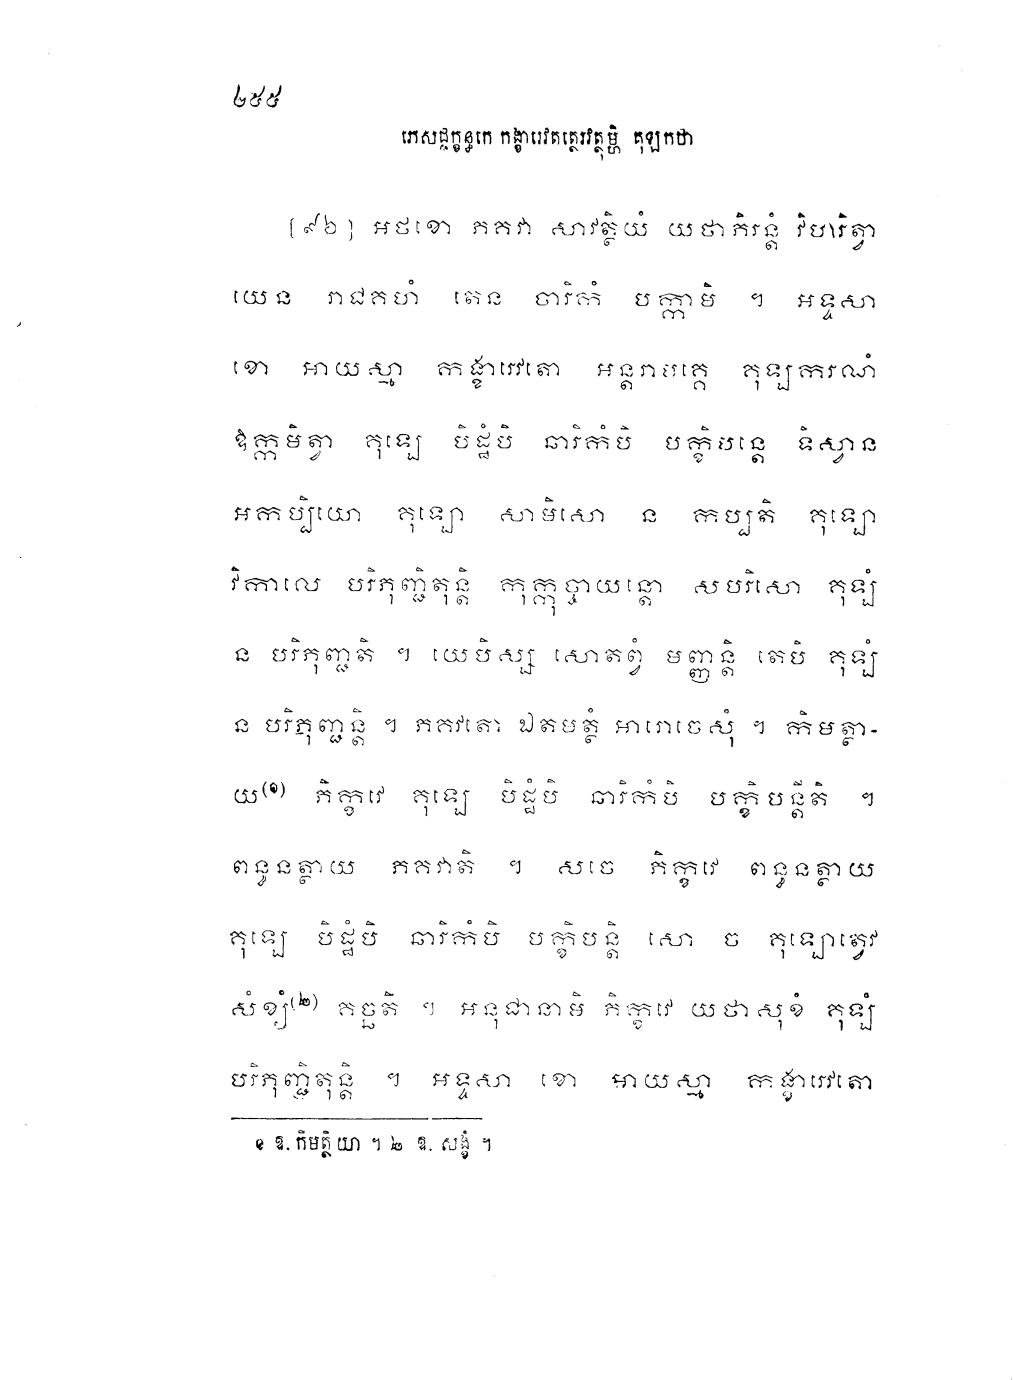 ២៥៥
ភេសជ្ជក្ខន្ធកេ កង្ខារេវតត្ថេរវត្ថុម្ហិ គុឡកថា
[៩៦] អថខោ ភគវា សាវត្ថិយំ យថាភិរន្តំ វិហរិត្វា
យេន រាជគហំ តេន ចារិកំ បក្កាមិ ។ អទ្ទសា
ខោ អាយស្មា កង្ខារេវតោ អន្តរាមគ្គេ គុឡករណំ
ឱក្កមិត្វា គុឡេ បិដ្ឋំបិ ឆារិកំបិ បក្ខិបន្តេ ទិស្វាន
អកប្បិយោ គុឡោ សាមិសោ ន កប្បតិ គុឡោ
វិកាលេ បរិភុញ្ជិតុន្តិ កុក្កុច្ចាយន្តោ សបរិសោ គុឡំ
ន បរិភុញ្ជតិ ។ យេបិស្ស សោតព្វំ មញ្ញន្តិ តេបិ គុឡំ
ន បរិភុញ្ជន្តិ ។ ភគវតោ ឯតមត្ថំ អារោចេសុំ ។ កិមត្ថា-
យ(១) ភិក្ខវេ គុឡេ បិដ្ឋំបិ ឆារិកំបិ បក្ខិបន្តីតិ ។
ពន្ធនត្ថាយ ភគវាតិ ។ សចេ ភិក្ខវេ ពន្ធនត្ថាយ
គុឡេ បិដ្ឋំបិ ឆារិកំបិ បក្ខិបន្តិ សោ ច គុឡោត្វេវ
សំខ្យំ(២) គច្ឆតិ ។ អនុជានាមិ ភិក្ខវេ យថាសុខំ គុឡំ
បរិភុញ្ជិតុន្តិ ។ អទ្ទសា ខោ អាយស្មា កង្ខារេវតោ
១ ឱ. កិមត្ថិយា ។ ២ ឱ. សង្ខំ ។